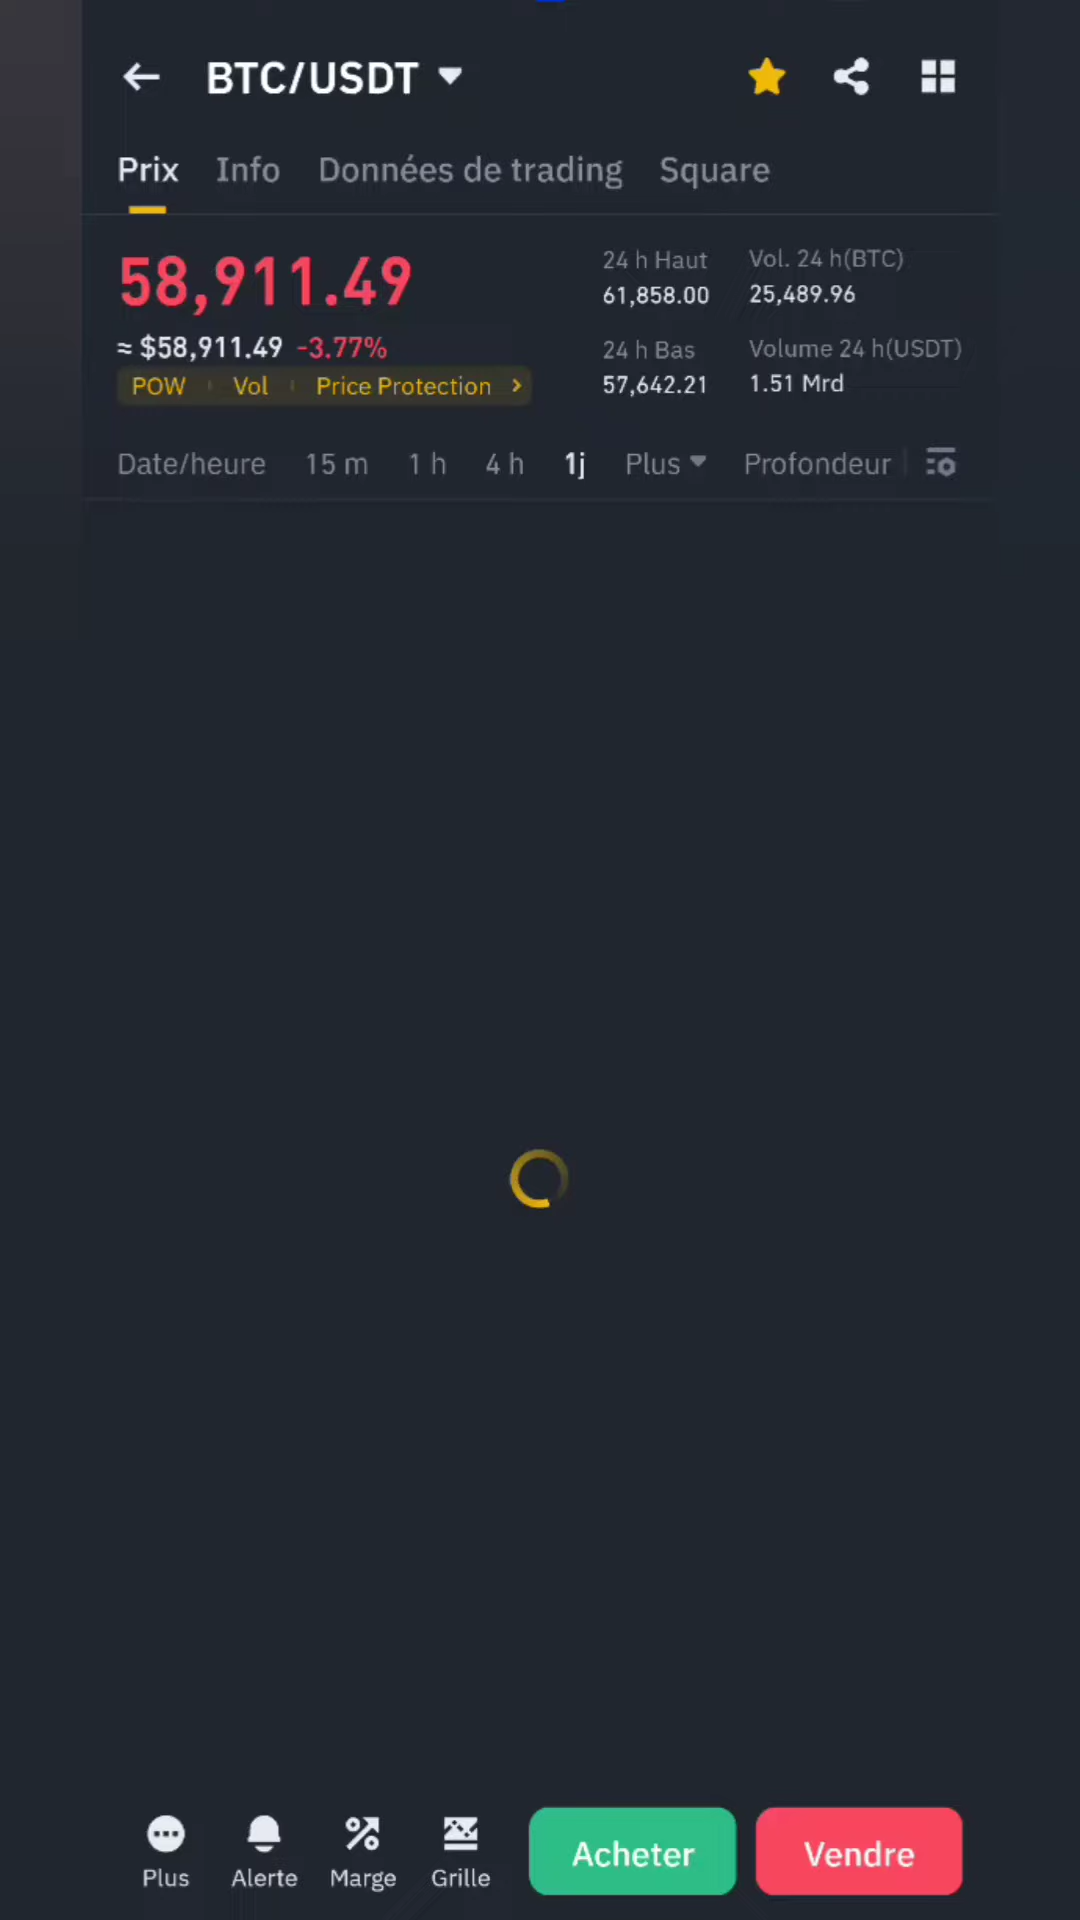 BTC/USDT
Prix Info Données de trading Square
58,911.49
≈ $58,911.49 -3.77%
POW Vol Price Protection
24 h Haut
61,858.00
Vol. 24 h(BTC)
25,489.96
24 h Bas
57,642.21
Volume 24 h(USDT)
1.51 Mrd
Date/heure 15 m 1 h 4 h 1j Plus Profondeur
Plus Alerte Marge Grille Acheter Vendre